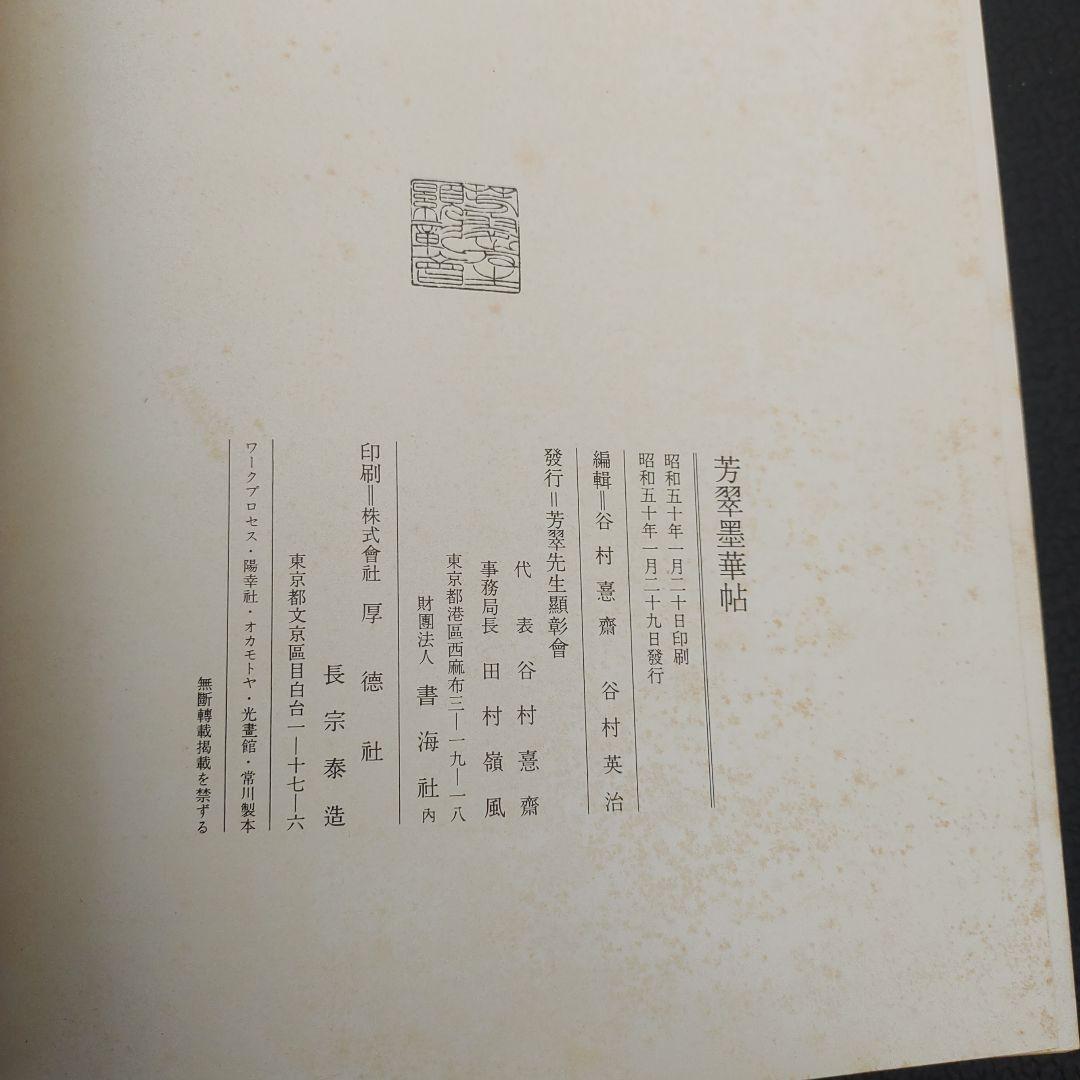 芳翠墨華帖
昭和五十年一月二十日印刷
昭和五十年一月二十九日發行
編輯＝谷村憙齋　谷村英治
發行＝芳翠先生顯彰會
代表 谷村憙齋
事務局長 田村嶺風
東京都港區西麻布三―一九―一八
財團法人 書海社内
印刷＝株式會社 厚德社
長宗泰造
東京都文京區目白台一―十七―六
ワークプロセス・陽幸社・オカモトヤ・光畫館・常川製本
無斷轉載揭載を禁ずる